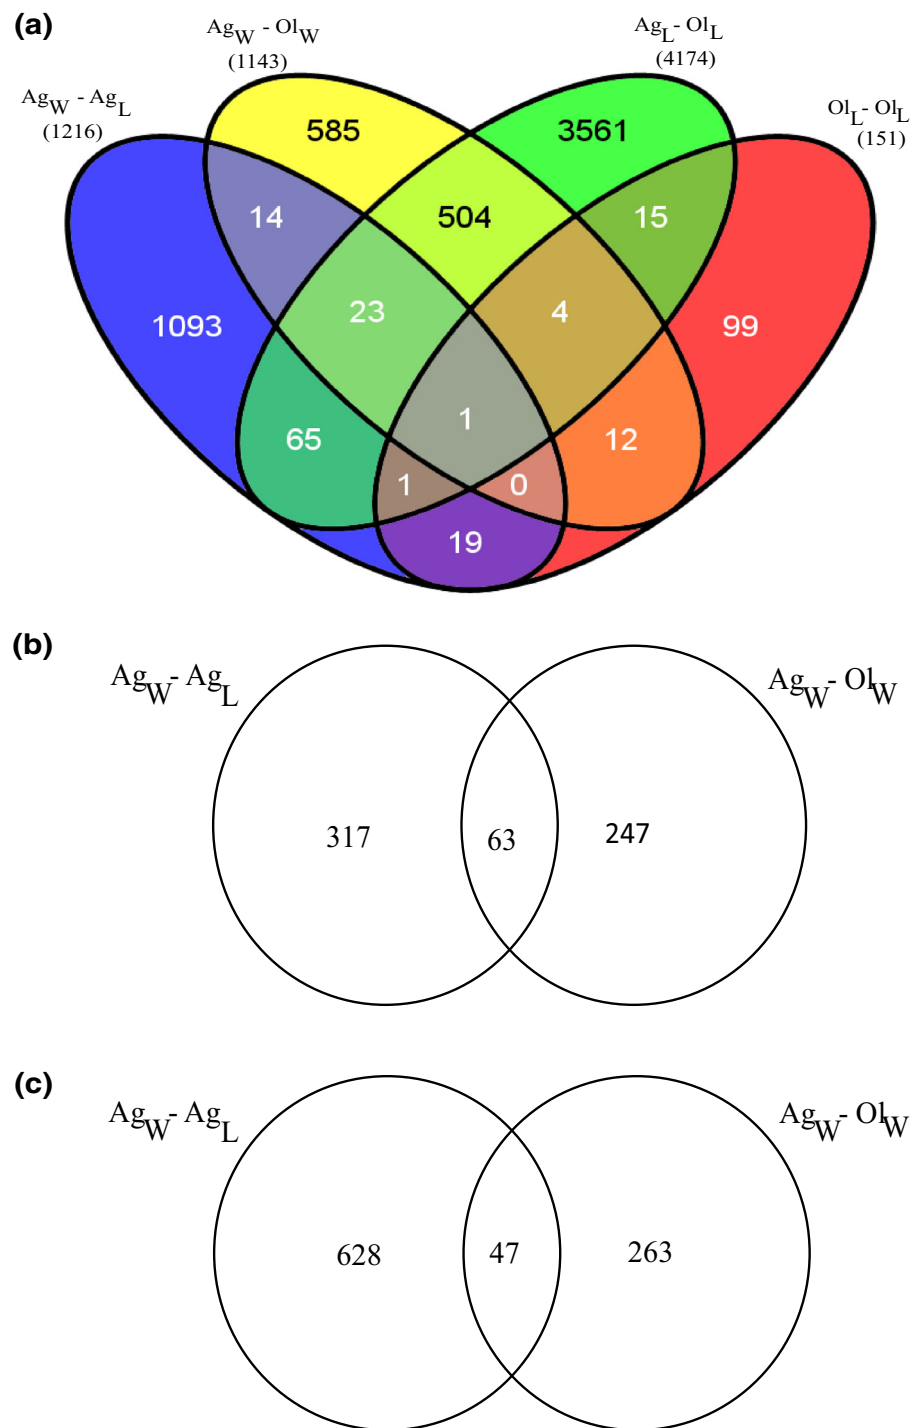 (a)
AgW - OlW
(1143)
AgL - OlL
(4174)
AgW - AgL
(1216)
OlL - OlL
(151)
585
3561
14
504
15
1093
23
4
99
65
1
12
1
0
19
(b)
AgW - AgL
AgW - OlW
317
63
247
(c)
AgW - AgL
AgW - OlW
628
47
263